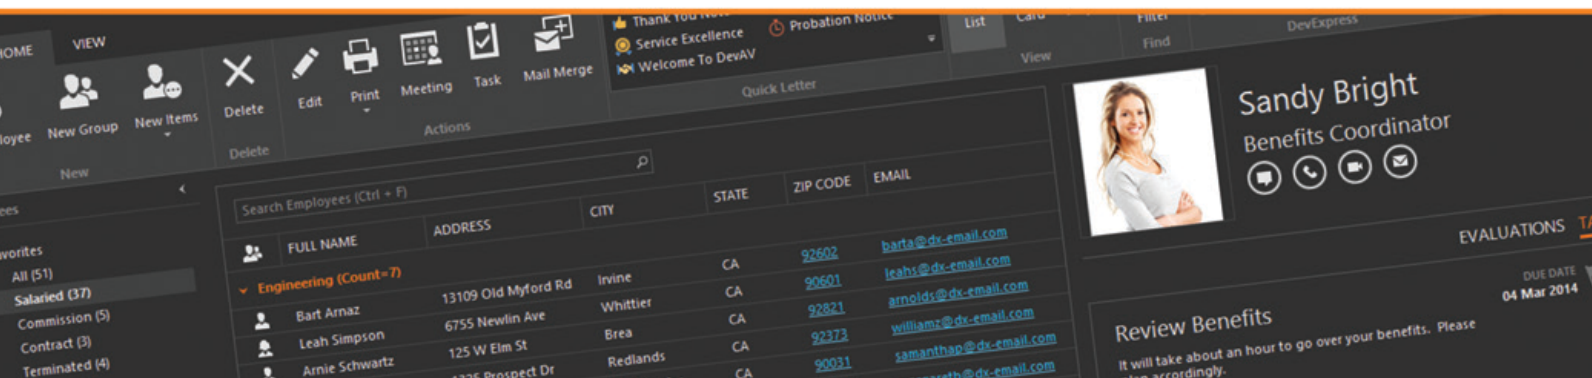 HOME VIEW
Thank You Note
Service Excellence
Welcome To DevAV
Probation Notice
Quick Letter
List
Card
View
Filter
Find
DevExpress
New Group
New Items
New
Delete
Delete
Edit
Print
Meeting
Task
Mail Merge
Actions
Search Employees (Ctrl + F)
All (51)
Salaried (37)
Commission (5)
Contract (3)
Terminated (4)
FULL NAME ADDRESS CITY STATE ZIP CODE EMAIL
Engineering (Count=7)
Bart Arnaz 13109 Old Myford Rd Irvine CA 92602 barta@dx-email.com
Leah Simpson 6755 Newlin Ave Whittier CA 90601 leahs@dx-email.com
Arnie Schwartz 125 W Elm St Brea CA 92821 arnolds@dx-email.com
Prospect Dr Redlands CA 92373 williamz@dx-email.com
CA 90031 samanthap@dx-email.com
Sandy Bright
Benefits Coordinator
EVALUATIONS
DUE DATE
04 Mar 2014
Review Benefits
It will take about an hour to go over your benefits. Please
accordingly.